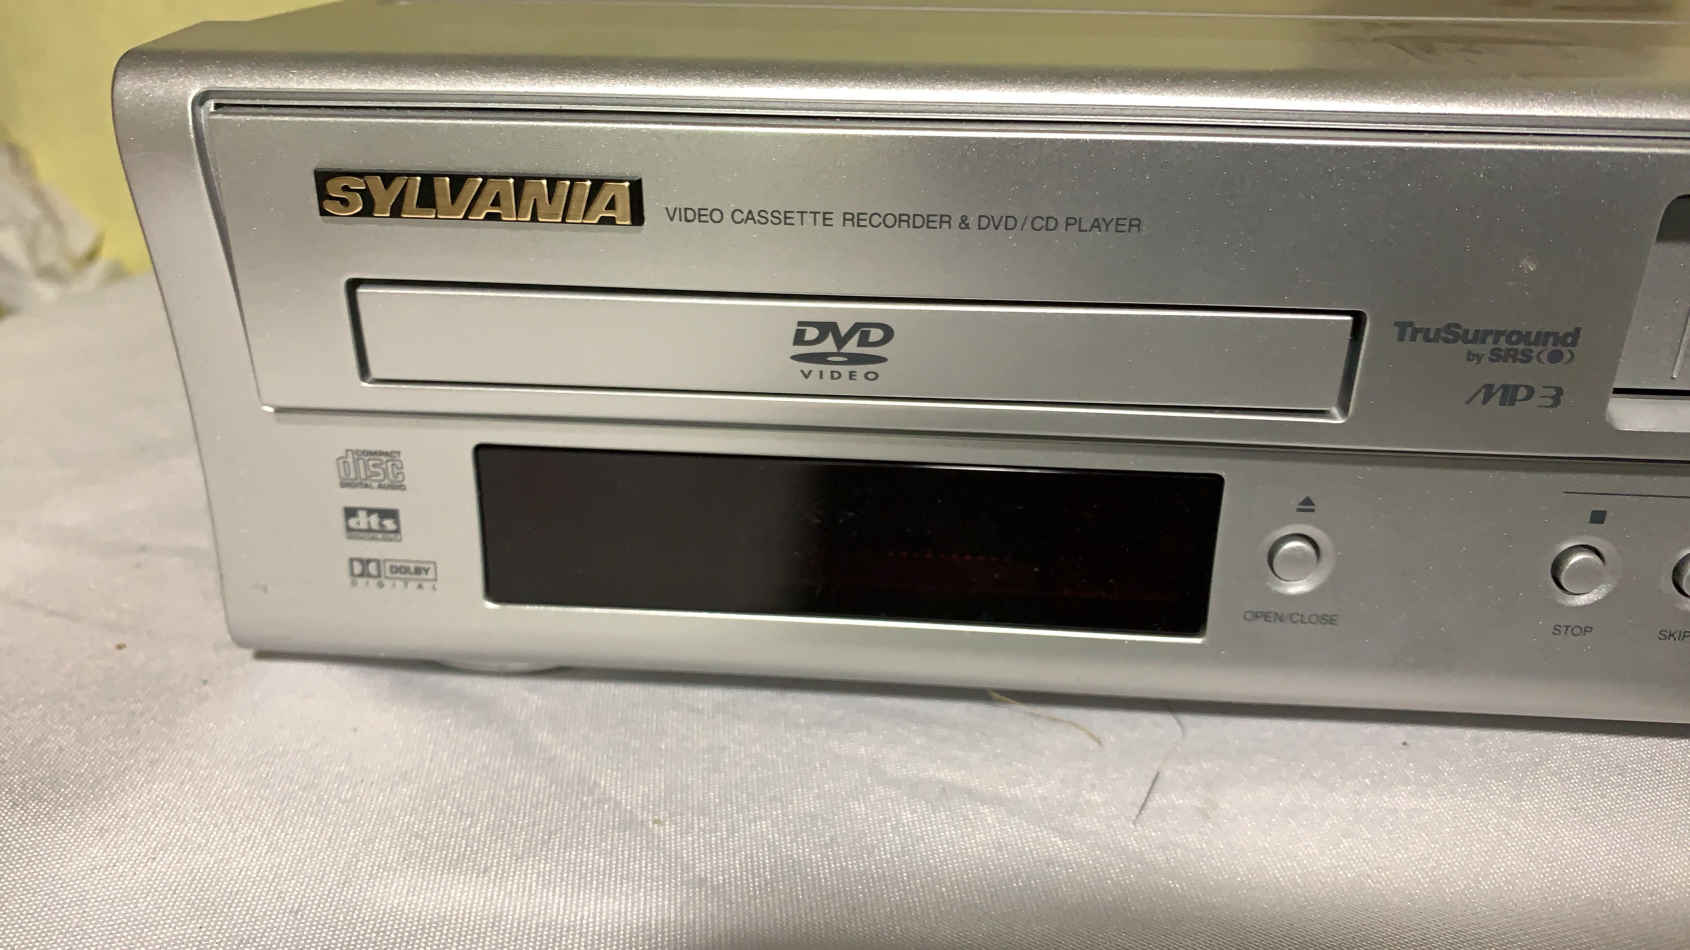 SYLVANIA VIDEO CASSETTE RECORDER & DVD/CD PLAYER
DVD
VIDEO
TruSurround
by SRS
MP3
COMPACT
disc
DIGITAL AUDIO
dts
DOLBY
DIGITAL
OPEN/CLOSE
STOP
SKIP